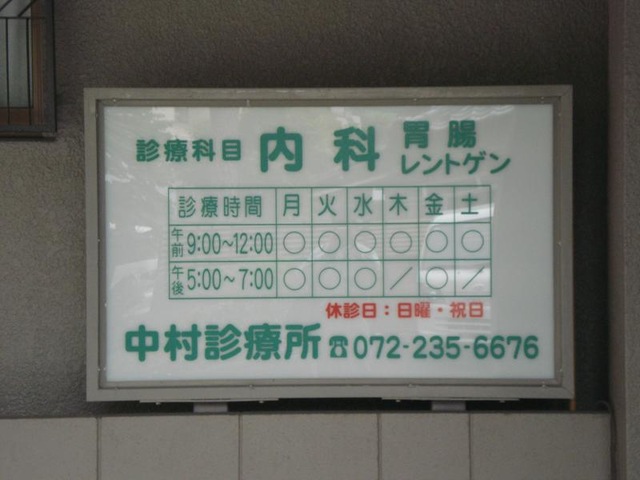 診療科目 内科 胃腸
レントゲン
診療時間 月 火 水 木 金 土
午前 9:00〜12:00 ○ ○ ○ ○ ○ ○
午後 5:00〜7:00 ○ ○ ○ ／ ○ ／
休診日：日曜・祝日
中村診療所 ☎072-235-6676